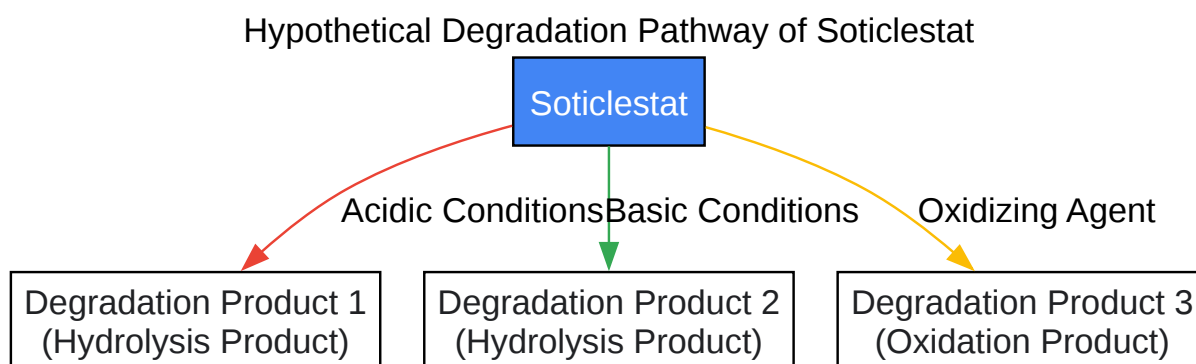 Hypothetical Degradation Pathway of Soticlestat
Soticlestat
Acidic Conditions
Basic Conditions
Oxidizing Agent
Degradation Product 1
(Hydrolysis Product)
Degradation Product 2
(Hydrolysis Product)
Degradation Product 3
(Oxidation Product)